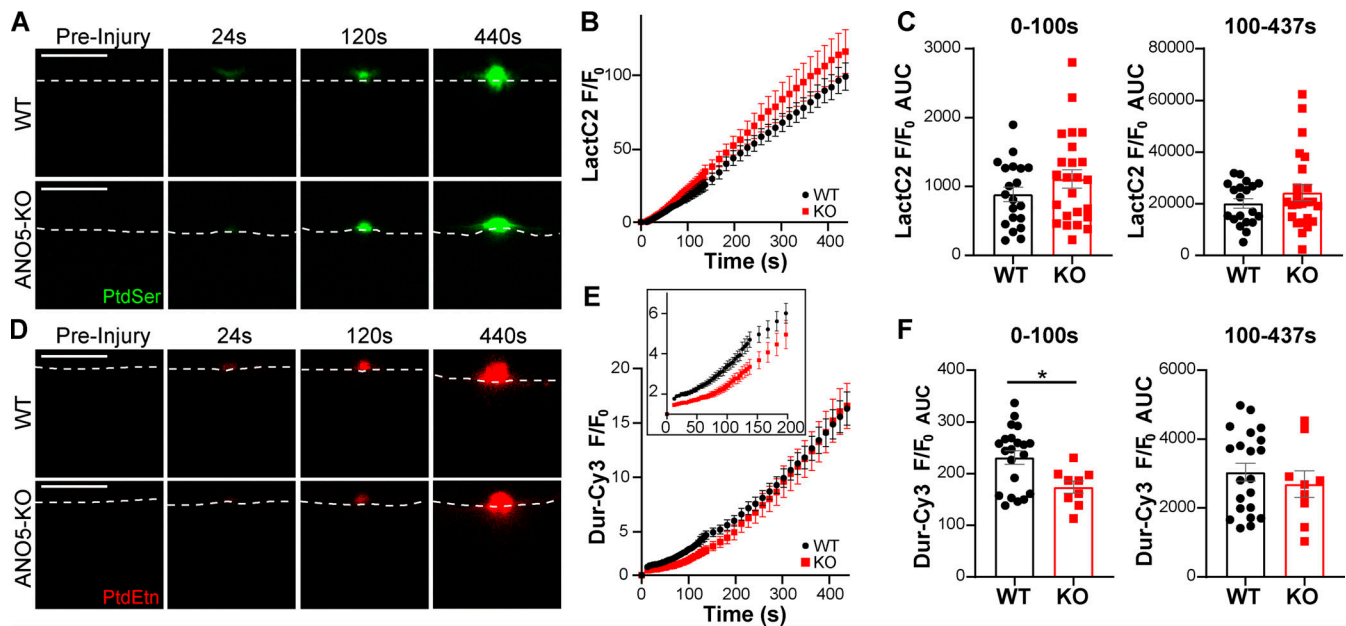 A
Pre-Injury 24s 120s 440s
WT
ANO5-KO
PtdSer
B
LactC2 F/F₀
100
50
0
0 100 200 300 400
Time (s)
WT
KO
C
0-100s
LactC2 F/F₀ AUC
3000
2000
1000
0
WT KO
100-437s
LactC2 F/F₀ AUC
80000
60000
40000
20000
0
WT KO
D
Pre-Injury 24s 120s 440s
WT
ANO5-KO
PtdEtn
E
Dur-Cy3 F/F₀
20
15
10
5
0
0 100 200 300 400
Time (s)
6
4
2
0 50 100 150 200
WT
KO
F
0-100s
Dur-Cy3 F/F₀ AUC
400
300
200
100
0
*
WT KO
100-437s
Dur-Cy3 F/F₀ AUC
6000
4000
2000
0
WT KO